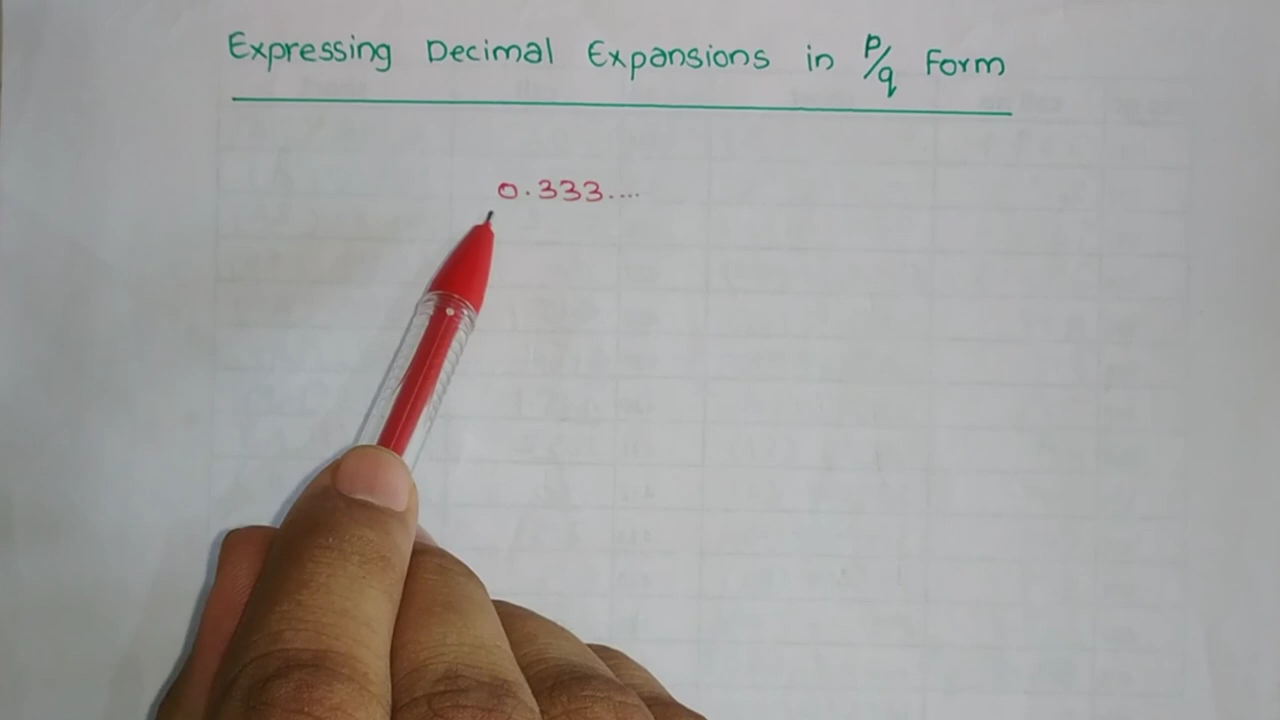 Expressing Decimal Expansions in P/q Form
0.333....